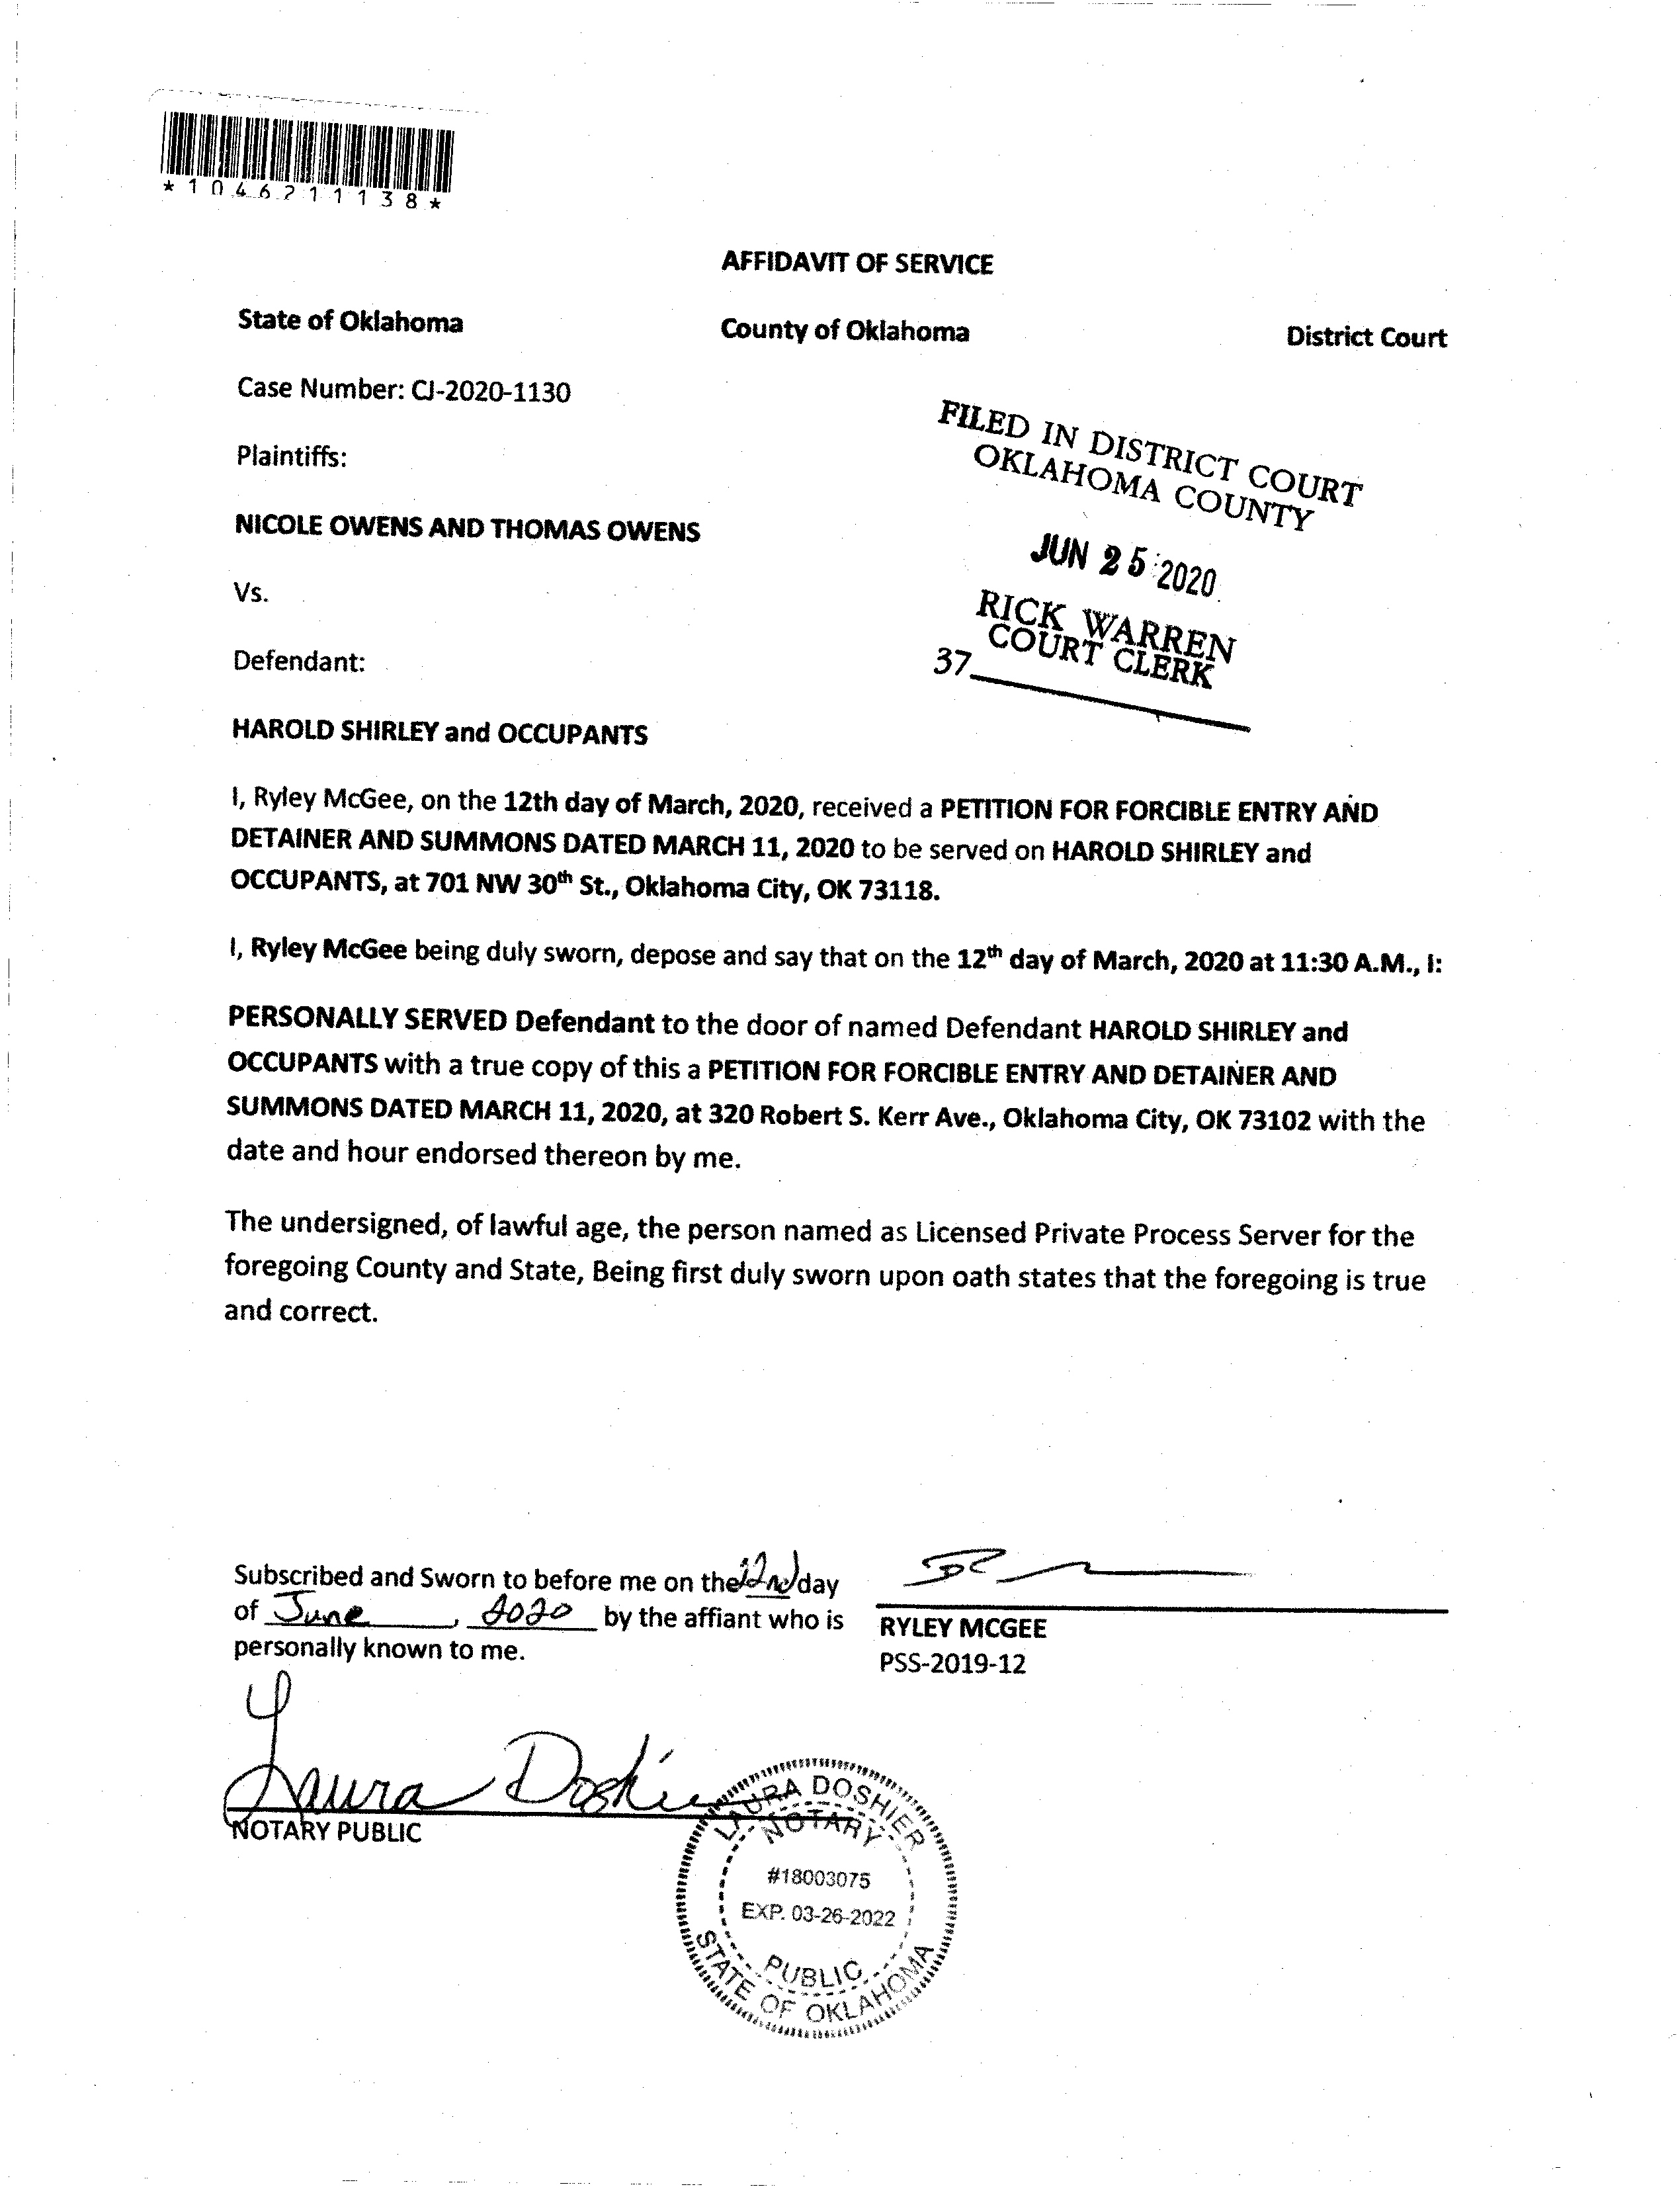 *1046211138*
AFFIDAVIT OF SERVICE
State of Oklahoma County of Oklahoma District Court
Case Number: CJ-2020-1130
FILED IN DISTRICT COURT
OKLAHOMA COUNTY
Plaintiffs:
NICOLE OWENS AND THOMAS OWENS
JUN 25 2020
Vs.
RICK WARREN
COURT CLERK
37
Defendant:
HAROLD SHIRLEY and OCCUPANTS
I, Ryley McGee, on the 12th day of March, 2020, received a PETITION FOR FORCIBLE ENTRY AND
DETAINER AND SUMMONS DATED MARCH 11, 2020 to be served on HAROLD SHIRLEY and
OCCUPANTS, at 701 NW 30th St., Oklahoma City, OK 73118.
I, Ryley McGee being duly sworn, depose and say that on the 12th day of March, 2020 at 11:30 A.M., I:
PERSONALLY SERVED Defendant to the door of named Defendant HAROLD SHIRLEY and
OCCUPANTS with a true copy of this a PETITION FOR FORCIBLE ENTRY AND DETAINER AND
SUMMONS DATED MARCH 11, 2020, at 320 Robert S. Kerr Ave., Oklahoma City, OK 73102 with the
date and hour endorsed thereon by me.
The undersigned, of lawful age, the person named as Licensed Private Process Server for the
foregoing County and State, Being first duly sworn upon oath states that the foregoing is true
and correct.
Subscribed and Sworn to before me on the day
of June, 2020 by the affiant who is
personally known to me.
RYLEY MCGEE
PSS-2019-12
Laura Doshier
NOTARY PUBLIC
LAURA DOSHIER
NOTARY
#18003075
EXP. 03-26-2022
PUBLIC
STATE OF OKLAHOMA